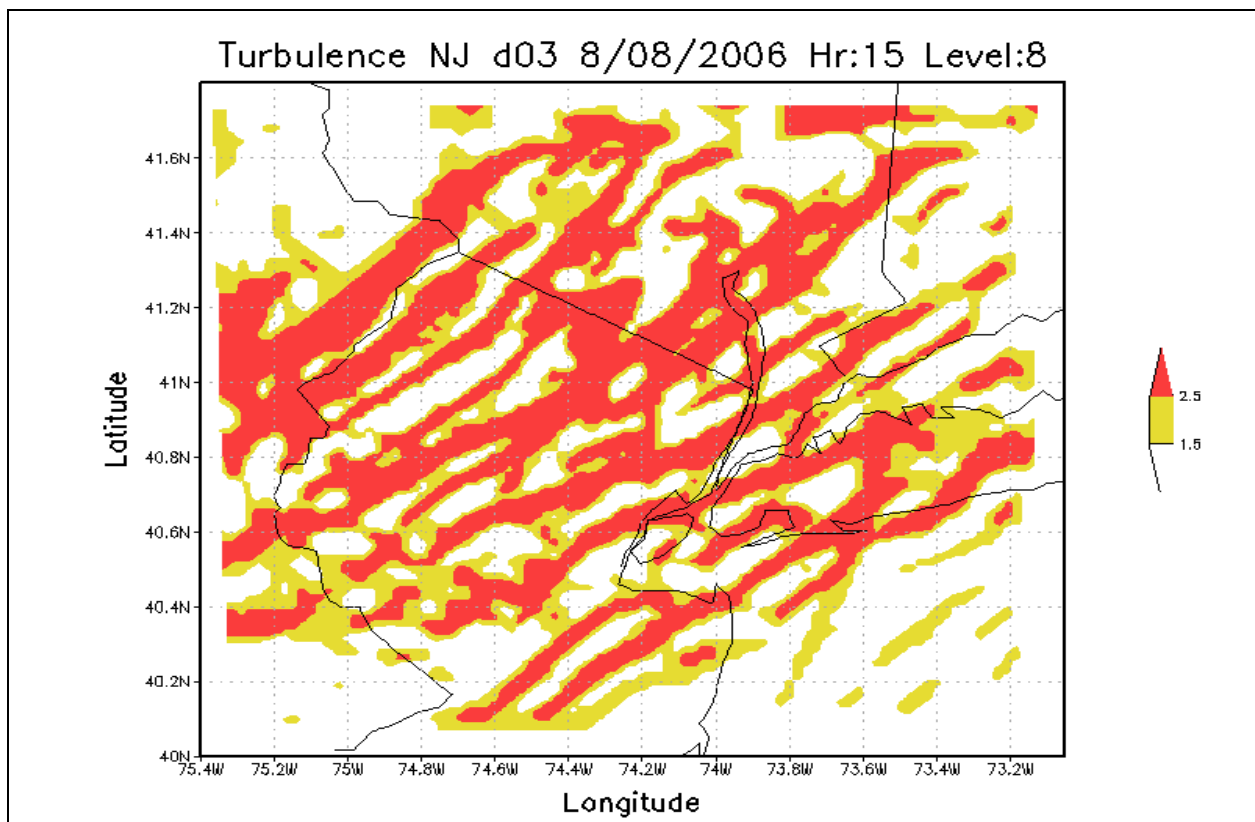 Turbulence NJ d03 8/08/2006 Hr:15 Level:8
Latitude
41.6N
41.4N
41.2N
41N
40.8N
40.6N
40.4N
40.2N
40N
75.4W 75.2W 75W 74.8W 74.6W 74.4W 74.2W 74W 73.8W 73.6W 73.4W 73.2W
Longitude
2.5
1.5